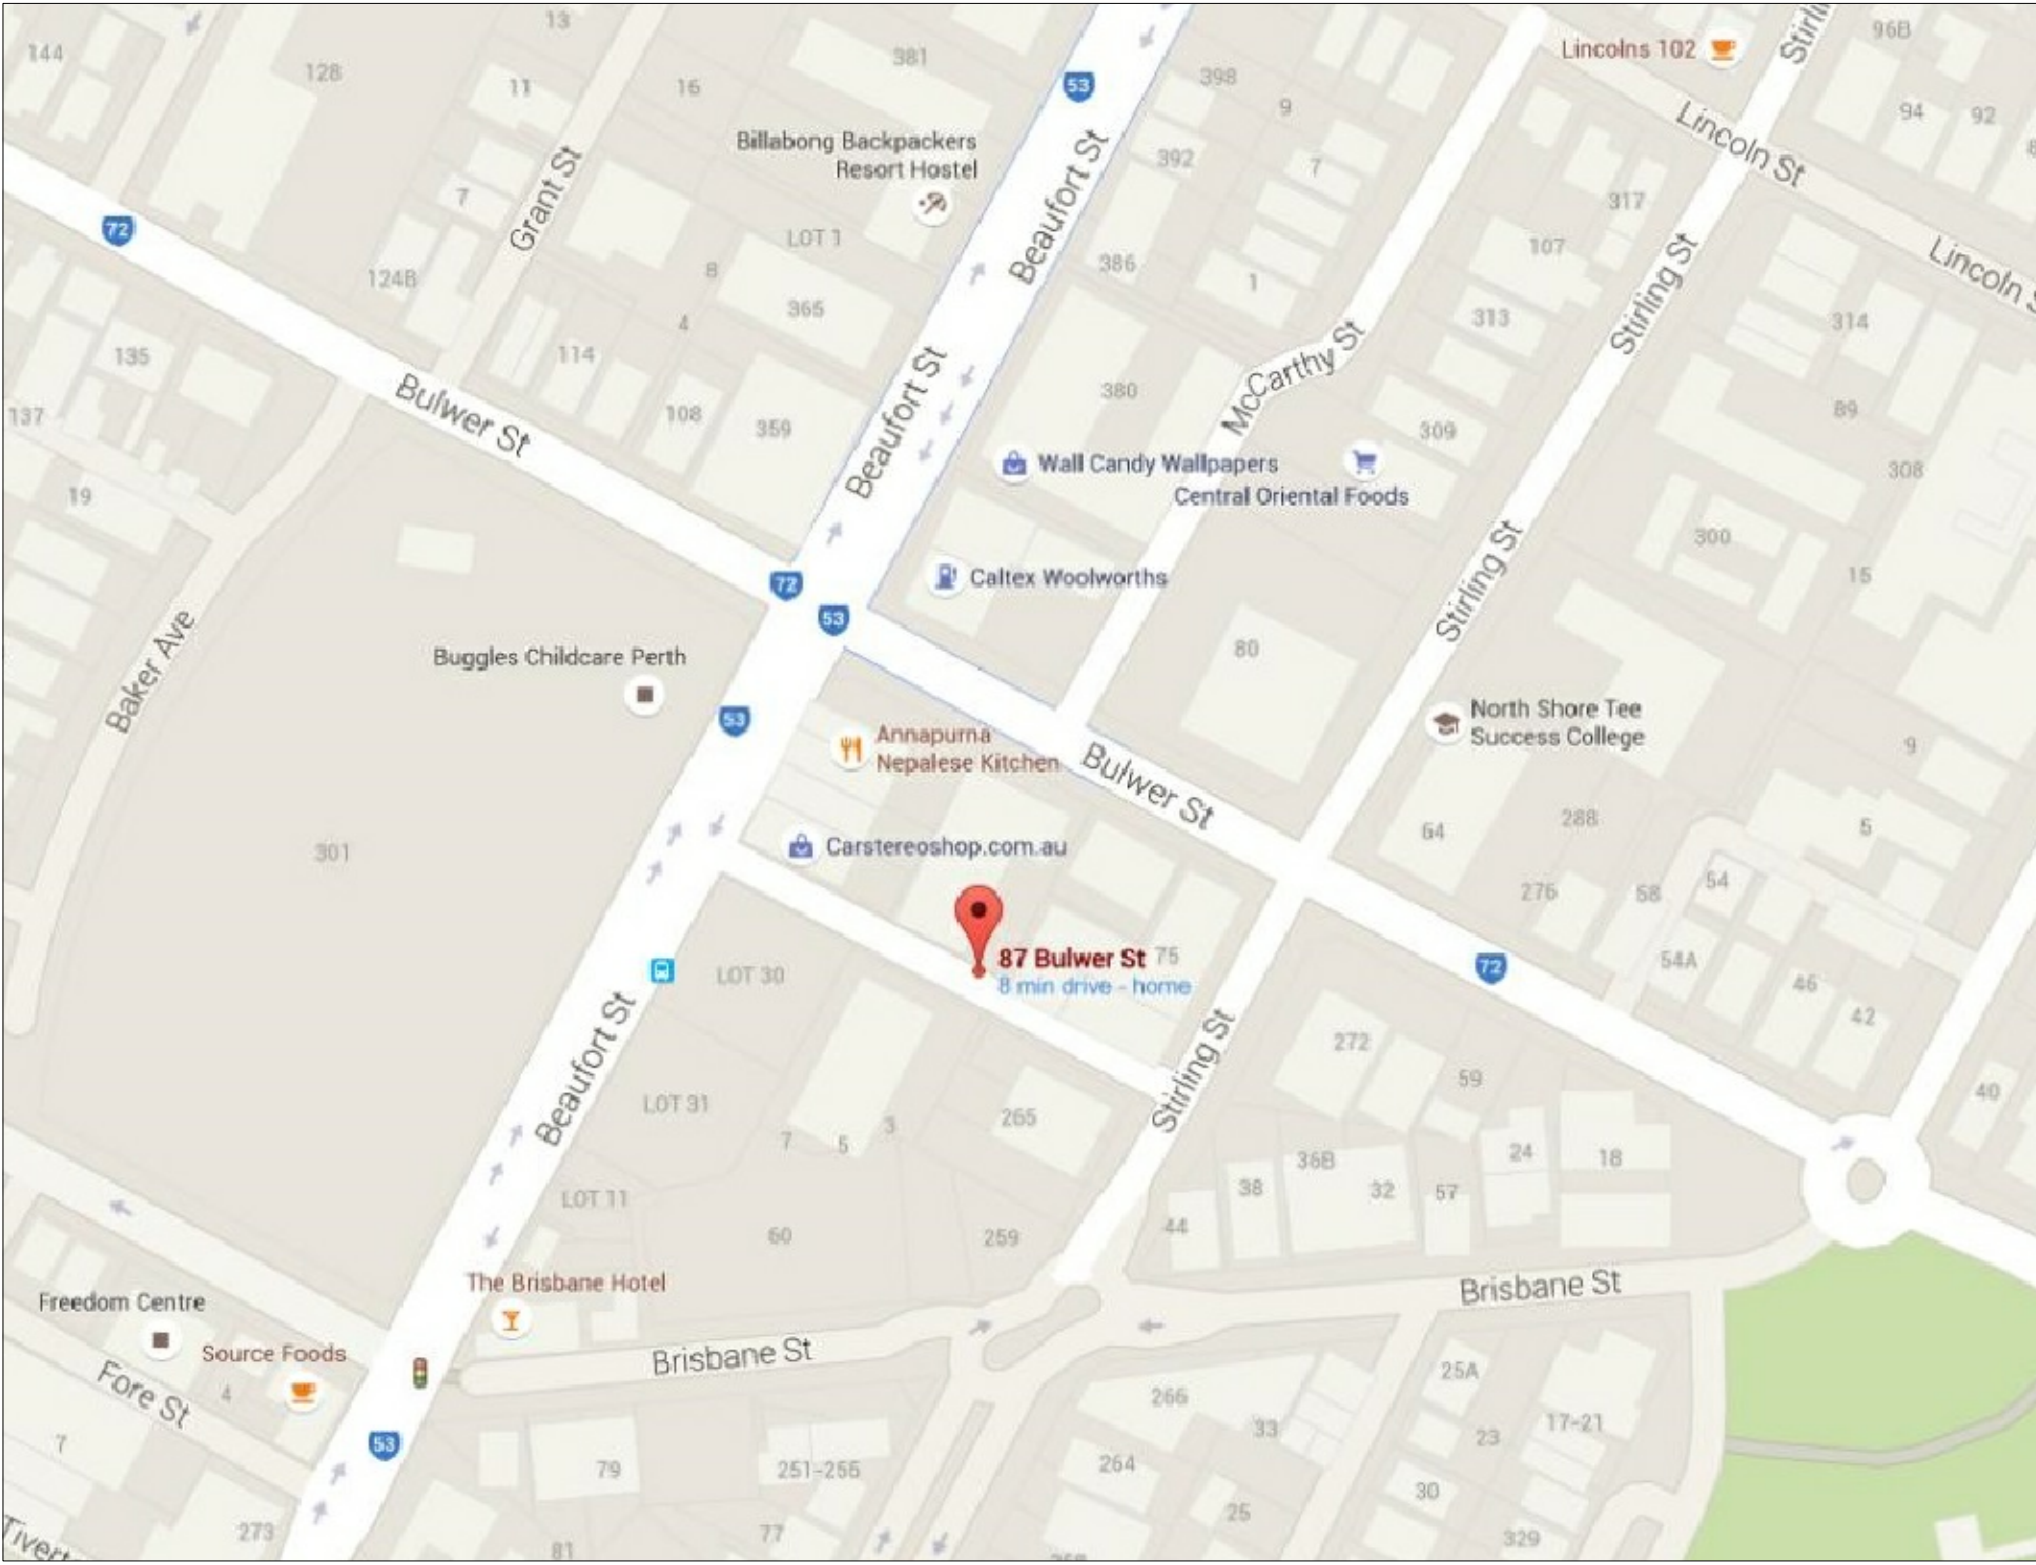 13
144
128
381
11
16
53
398
9
Lincolns 102
96B
94
92
Lincoln St
Billabong Backpackers
Resort Hostel
392
7
7
Grant St
Beaufort St
317
72
LOT 1
107
Stirling St
Lincoln
124B
8
386
1
365
4
313
314
135
114
McCarthy St
380
89
137
Bulwer St
108
359
Beaufort St
309
Wall Candy Wallpapers
Central Oriental Foods
308
19
300
Stirling St
15
Caltex Woolworths
72
53
Baker Ave
Buggles Childcare Perth
80
53
North Shore Tee
Success College
Annapurna
Nepalese Kitchen
9
Bulwer St
288
64
5
301
Carstereoshop.com.au
276
58
54
87 Bulwer St
75
8 min drive - home
54A
72
LOT 30
46
42
Beaufort St
Stirling St
272
59
40
LOT 31
265
7
5
3
24
18
36B
38
32
57
LOT 11
44
60
259
The Brisbane Hotel
Brisbane St
Freedom Centre
Source Foods
Brisbane St
Fore St
4
25A
266
33
23
17-21
7
53
79
251-255
264
30
25
273
77
81
329